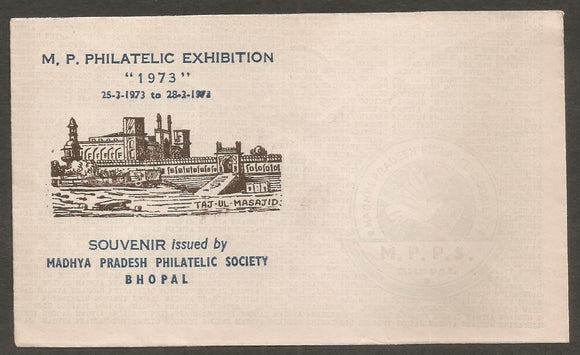 M. P. PHILATELIC EXHIBITION
"1973"
25-3-1973 to 28-3-1973
TAJ-UL-MASAJID.
SOUVENIR issued by
MADHYA PRADESH PHILATELIC SOCIETY
BHOPAL
M.P.P.S.